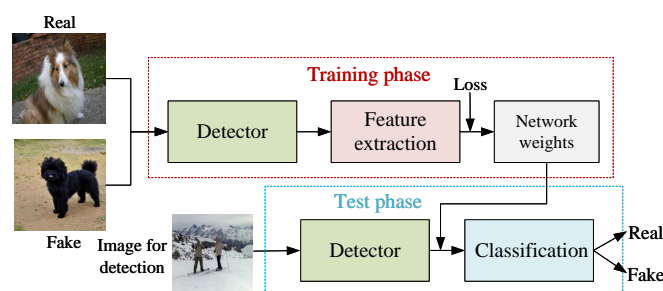 Real
Training phase
Loss
Detector
Feature
extraction
Network
weights
Fake
Test phase
Image for
detection
Detector
Classification
Real
Fake